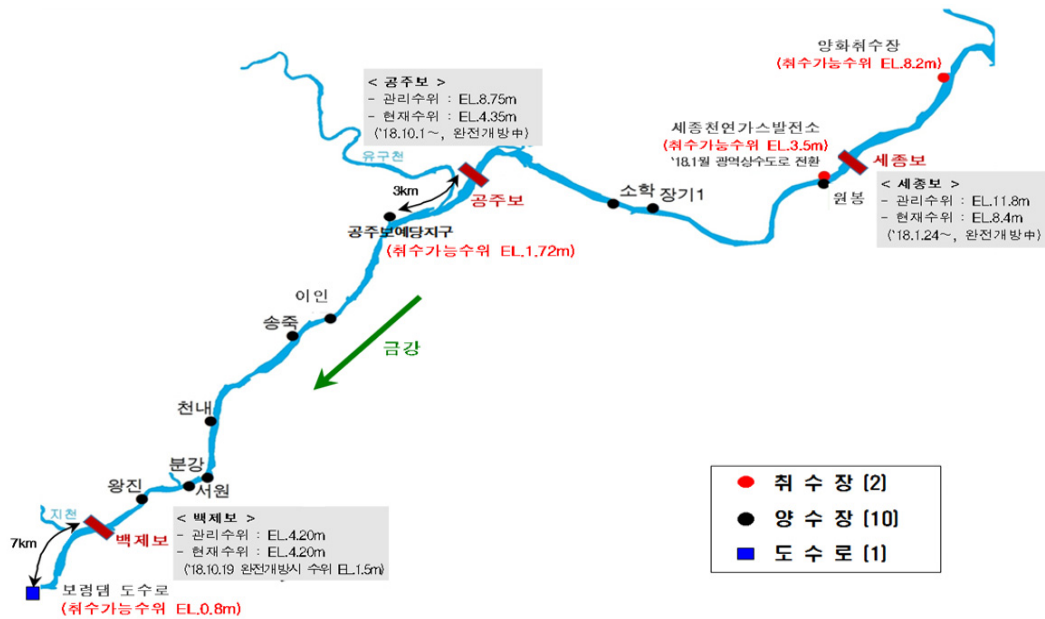 양화취수장
(취수가능수위 EL.8.2m)
< 공주보 >
- 관리수위 : EL.8.75m
- 현재수위 : EL.4.35m
('18.10.1~, 완전개방中)
세종천연가스발전소
(취수가능수위 EL.3.5m)
'18.1월 광역상수도로 전환
세종보
유구천
3km
공주보
소학
장기1
원봉
< 세종보 >
- 관리수위 : EL.11.8m
- 현재수위 : EL.8.4m
('18.1.24~, 완전개방中)
공주보예당지구
(취수가능수위 EL.1.72m)
이인
송죽
금강
천내
분강
왕진
서원
지천
백제보
7km
< 백제보 >
- 관리수위 : EL.4.20m
- 현재수위 : EL.4.20m
('18.10.19 완전개방시 수위 EL.1.5m)
보령댐 도수로
(취수가능수위 EL.0.8m)
취 수 장 (2)
양 수 장 (10)
도 수 로 (1)